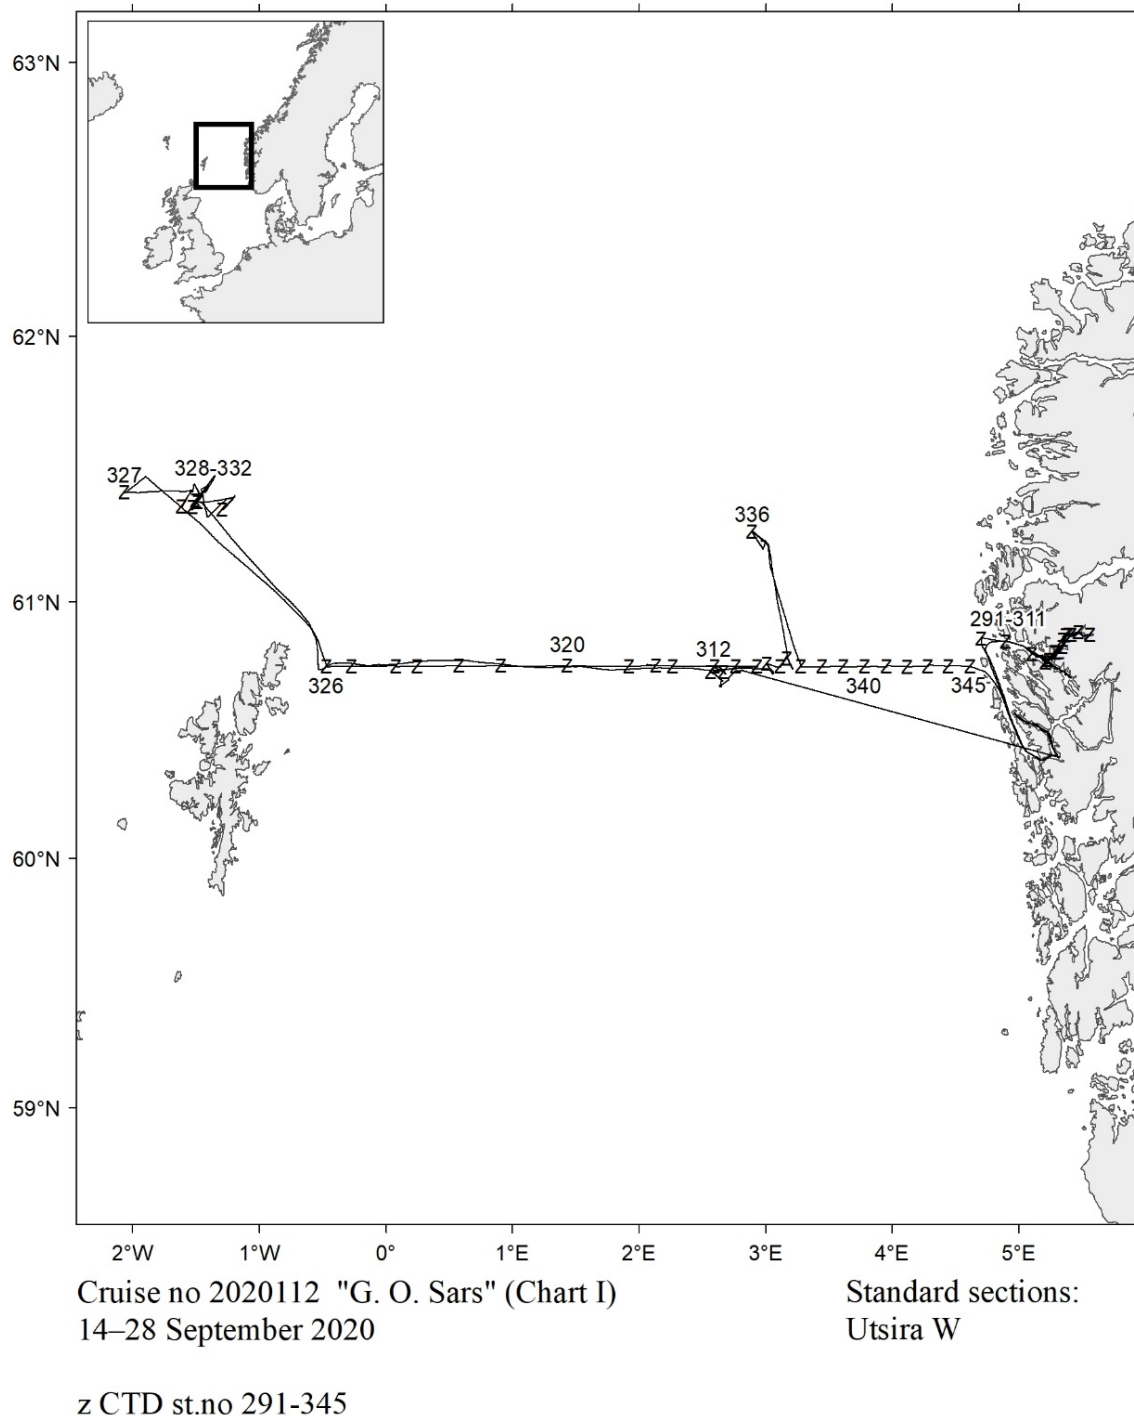 63°N
62°N
327
328-332
336
61°N
291-311
320
312
326
340
345
60°N
59°N
2°W
1°W
0°
1°E
2°E
3°E
4°E
5°E
Cruise no 2020112 "G. O. Sars" (Chart I)
14–28 September 2020
Standard sections:
Utsira W
z CTD st.no 291-345